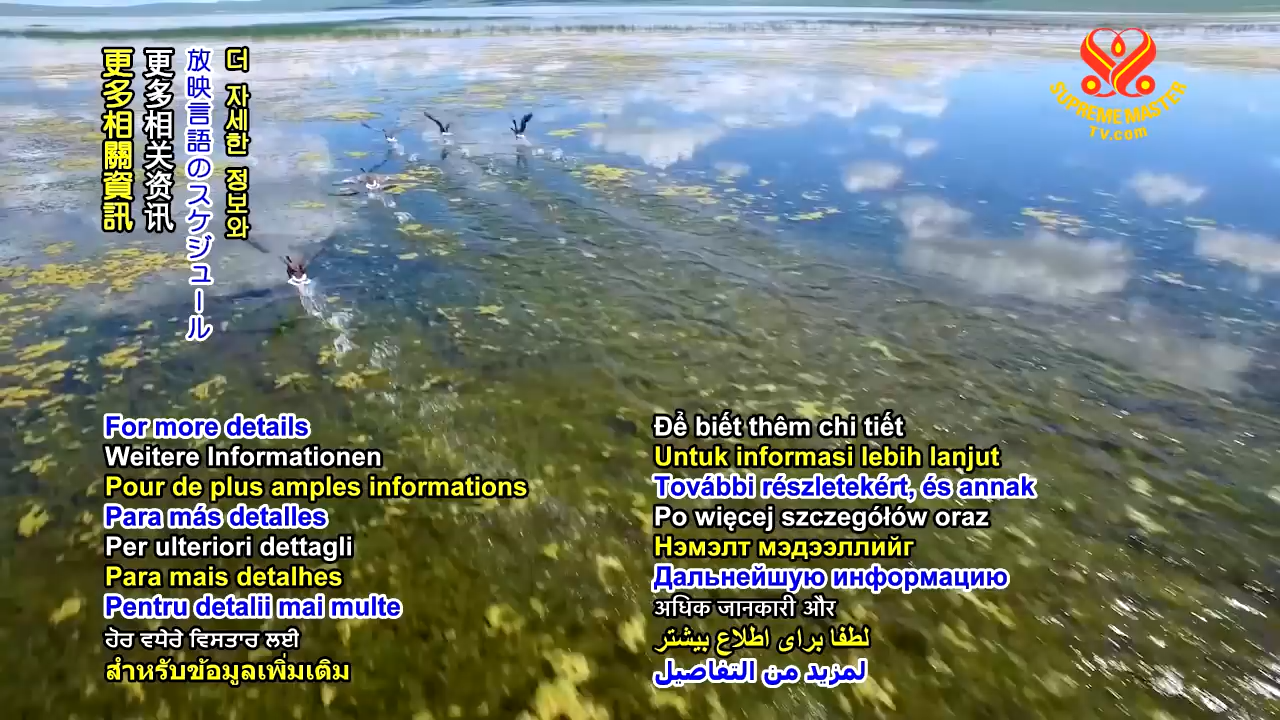 更多相關資訊
更多相关资讯
放映言語のスケジュール
더 자세한 정보와
SUPREME MASTER
TV.com
For more details
Weitere Informationen
Pour de plus amples informations
Para más detalles
Per ulteriori dettagli
Para mais detalhes
Pentru detalii mai multe
ਹੋਰ ਵਧੇਰੇ ਵਿਸਤਾਰ ਲਈ
สำหรับข้อมูลเพิ่มเติม
Để biết thêm chi tiết
Untuk informasi lebih lanjut
További részletekért, és annak
Po więcej szczegółów oraz
Нэмэлт мэдээллийг
Дальнейшую информацию
अधिक जानकारी और
لطفا برای اطلاع بیشتر
لمزيد من التفاصيل